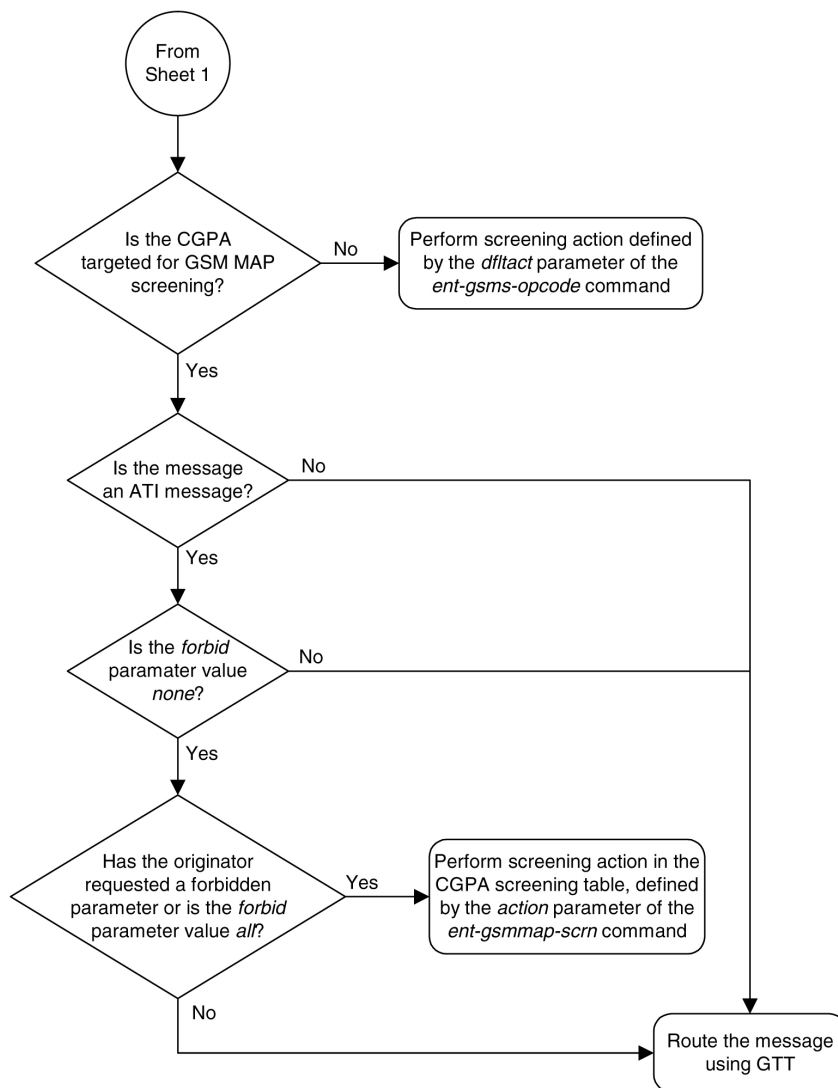 From
Sheet 1
Is the CGPA
targeted for GSM MAP
screening?
No
Perform screening action defined
by the dfltact parameter of the
ent-gsms-opcode command
Yes
Is the message
an ATI message?
No
Yes
Is the forbid
paramater value
none?
No
Yes
Has the originator
requested a forbidden
parameter or is the forbid
parameter value all?
Yes
Perform screening action in the
CGPA screening table, defined
by the action parameter of the
ent-gsmmap-scrn command
No
Route the message
using GTT